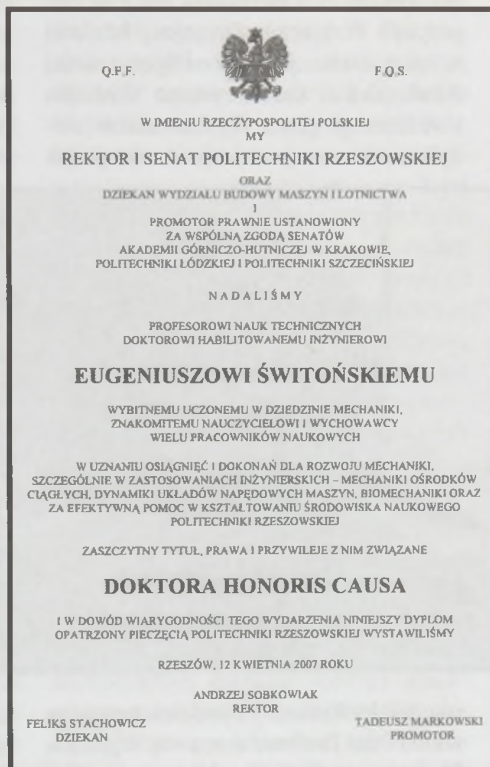 Q.F.F. F.Q.S.
W IMIENIU RZECZYPOSPOLITEJ POLSKIEJ
MY
REKTOR I SENAT POLITECHNIKI RZESZOWSKIEJ
ORAZ
DZIEKAN WYDZIAŁU BUDOWY MASZYN I LOTNICTWA
I
PROMOTOR PRAWNIE USTANOWIONY
ZA WSPÓLNĄ ZGODĄ SENATÓW
AKADEMII GÓRNICZO-HUTNICZEJ W KRAKOWIE,
POLITECHNIKI ŁÓDZKIEJ I POLITECHNIKI SZCZECIŃSKIEJ
NADALIŚMY
PROFESOROWI NAUK TECHNICZNYCH
DOKTOROWI HABILITOWANEMU INŻYNIEROWI
EUGENIUSZOWI ŚWITOŃSKIEMU
WYBITNEMU UCZONEMU W DZIEDZINIE MECHANIKI,
ZNAKOMITEMU NAUCZYCIELOWI I WYCHOWAWCY
WIELU PRACOWNIKÓW NAUKOWYCH
W UZNANIU OSIĄGNIĘĆ I DOKONAŃ DLA ROZWOJU MECHANIKI,
SZCZEGÓLNIE W ZASTOSOWANIACH INŻYNIERSKICH – MECHANIKI OŚRODKÓW
CIĄGŁYCH, DYNAMIKI UKŁADÓW NAPĘDOWYCH MASZYN, BIOMECHANIKI ORAZ
ZA EFEKTYWNĄ POMOC W KSZTAŁTOWANIU ŚRODOWISKA NAUKOWEGO
POLITECHNIKI RZESZOWSKIEJ
ZASZCZYTNY TYTUŁ, PRAWA I PRZYWILEJE Z NIM ZWIĄZANE
DOKTORA HONORIS CAUSA
I W DOWÓD WIARYGODNOŚCI TEGO WYDARZENIA NINIEJSZY DYPLOM
OPATRZONY PIECZĘCIĄ POLITECHNIKI RZESZOWSKIEJ WYSTAWILIŚMY
RZESZÓW, 12 KWIETNIA 2007 ROKU
ANDRZEJ SOBKOWIAK
REKTOR
FELIKS STACHOWICZ TADEUSZ MARKOWSKI
DZIEKAN PROMOTOR